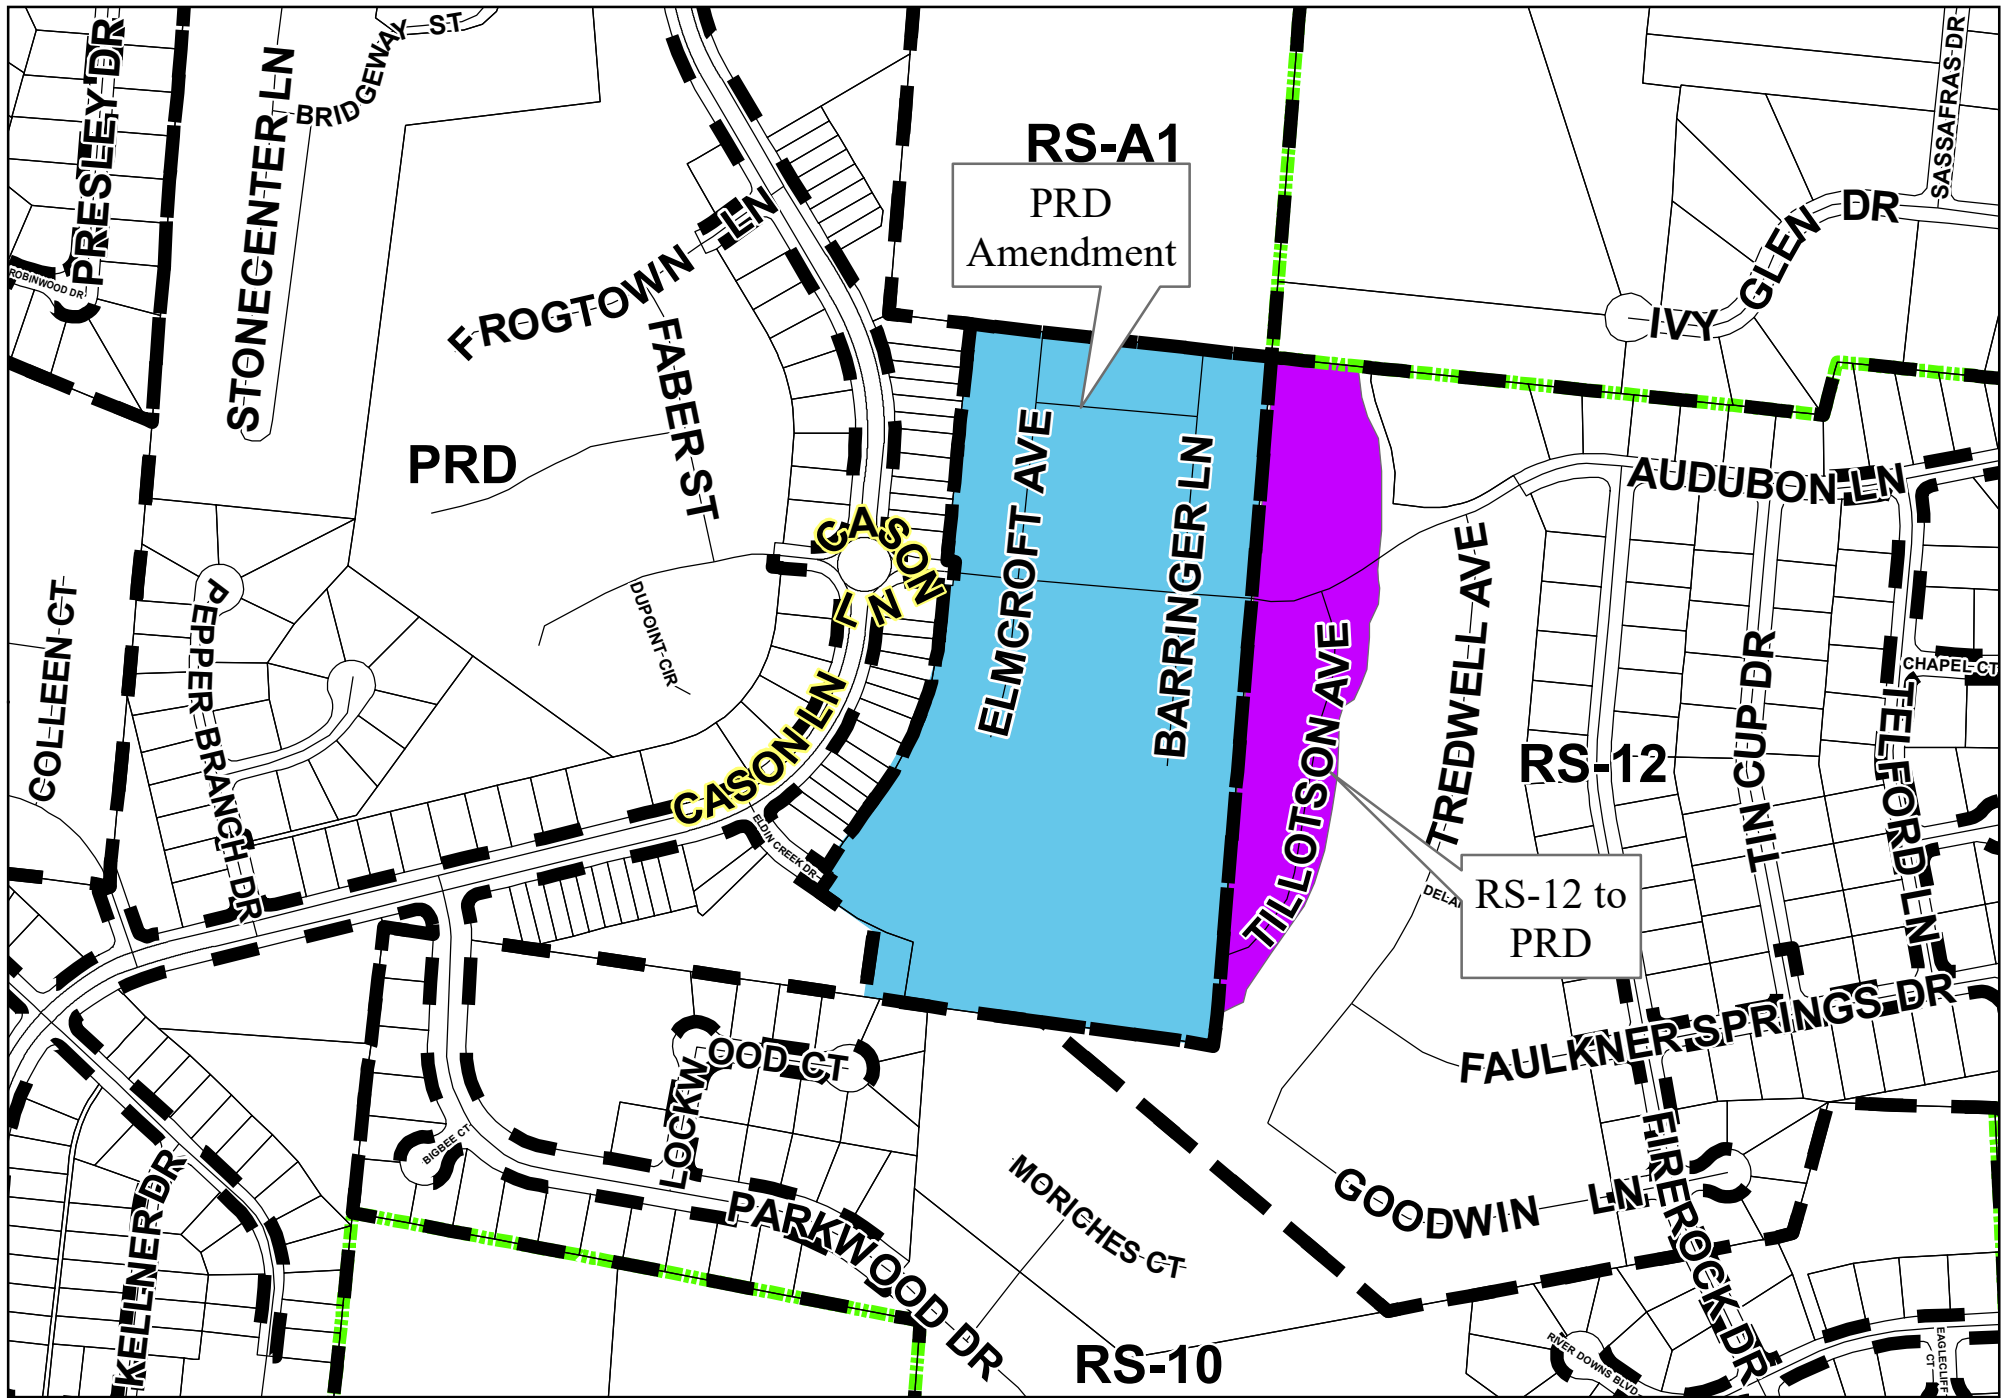 PRESLEY DR
STONECENTER LN
BRIDGEWAY ST
SASSAFRAS DR
RS-A1
PRD
Amendment
FROGTOWN LN
ROBINWOOD DR
IVY GLEN DR
FABER ST
PRD
ELMCROFT AVE
BARRINGER LN
AUDUBON LN
CASON LN
TREDWELL AVE
COLLEEN CT
PEPPER BRANCH DR
DUPOINT CIR
TILLOTSON AVE
TIN CUP DR
CHAPEL CT
TELFORD LN
CASON LN
RS-12
ELDIN CREEK DR
RS-12 to
PRD
FAULKNER SPRINGS DR
LOCKWOOD CT
BIGBEE CT
FIREROCK DR
KELLNER DR
MORICHES CT
GOODWIN LN
PARKWOOD DR
RS-10
RIVER DOWNS BLVD
EAGLECLIFF
CT